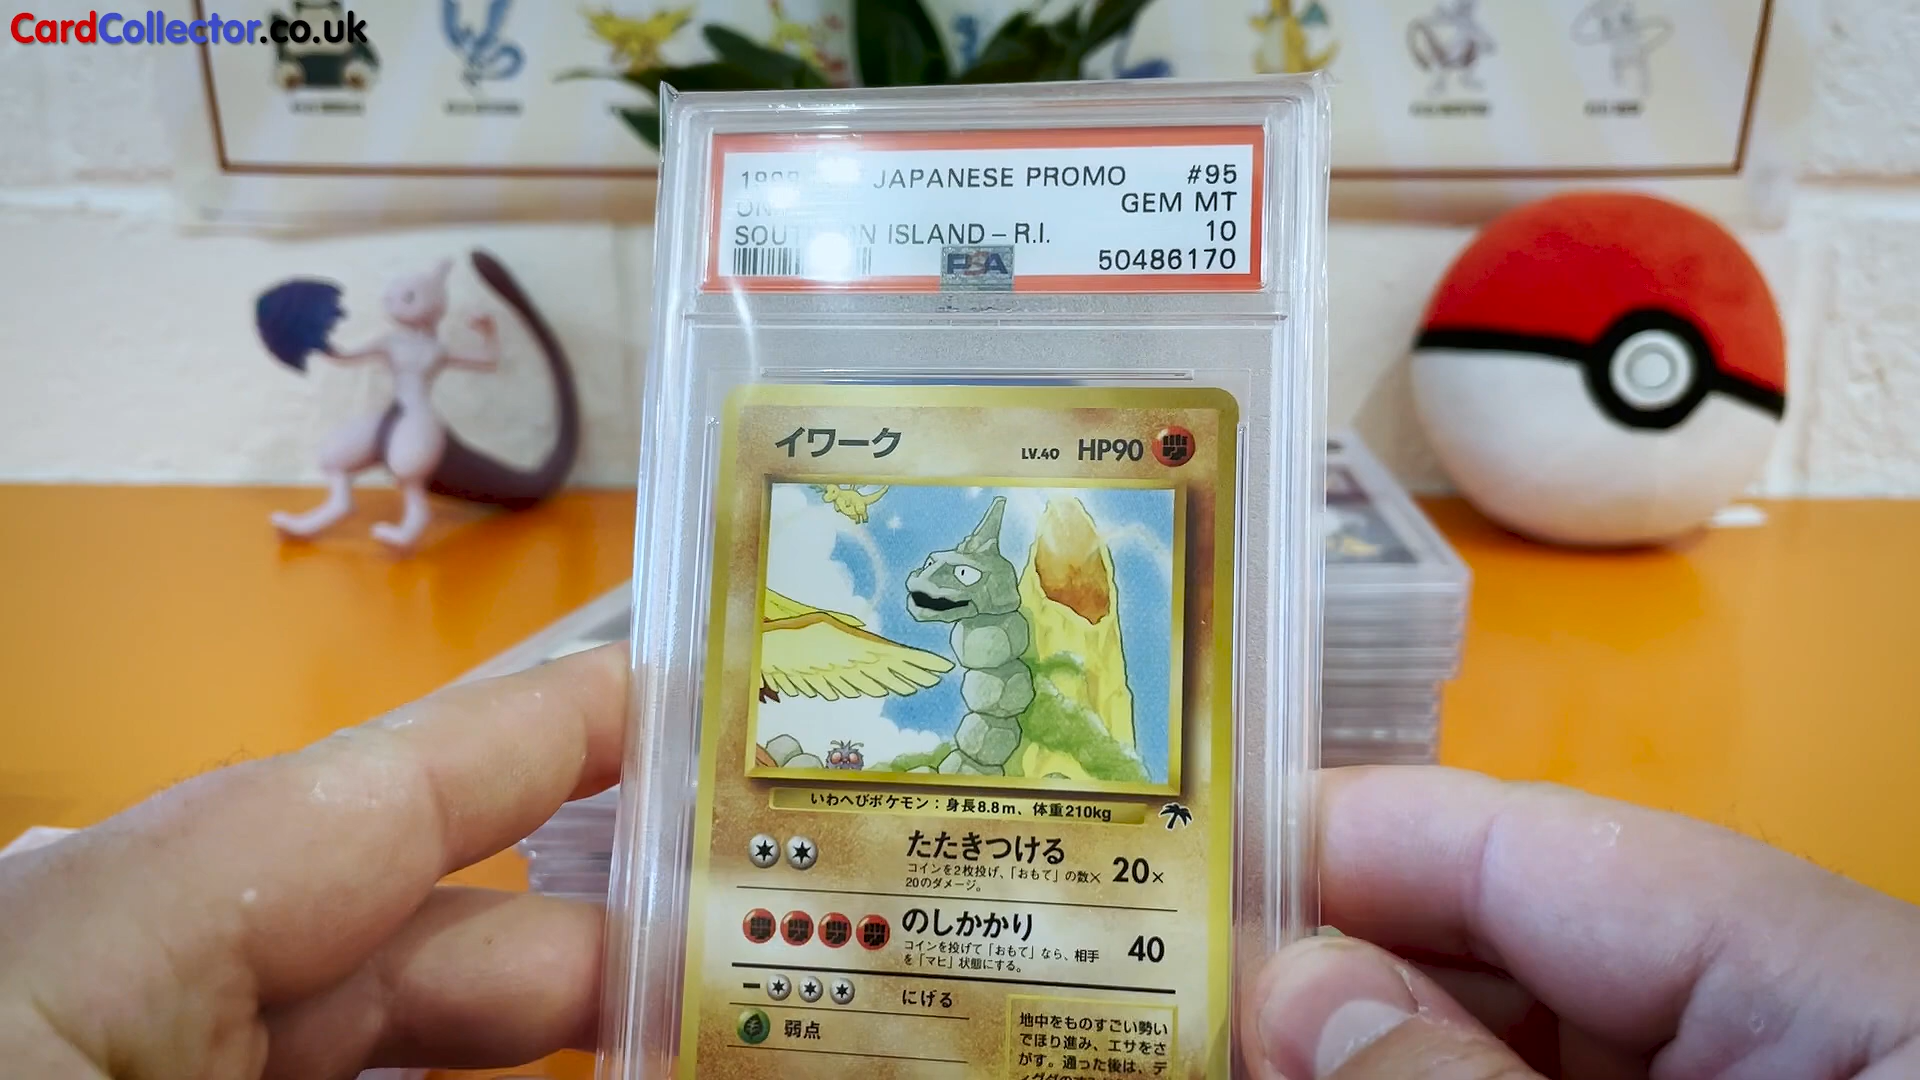 CardCollector.co.uk
JAPANESE PROMO #95
GEM MT
ISLAND - R.I. 10
PSA 50486170
イワーク LV.40 HP90
いわへびポケモン：身長8.8m、体重210kg
たたきつける 20×
コインを2枚投げ、「おもて」の数×
20のダメージ。
のしかかり 40
コインを投げて「おもて」なら、相手
を「マヒ」状態にする。
にげる
弱点
地中をものすごい勢い
でほり進み、エサをさ
がす。通った後は、デ